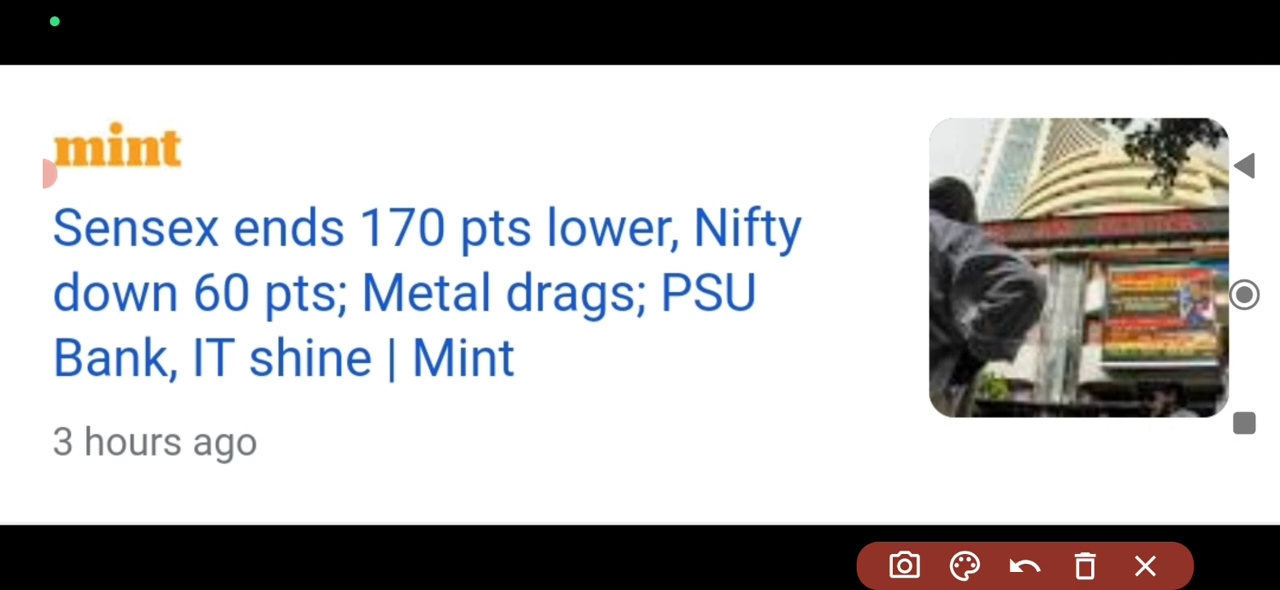 mint
Sensex ends 170 pts lower, Nifty
down 60 pts; Metal drags; PSU
Bank, IT shine | Mint
3 hours ago